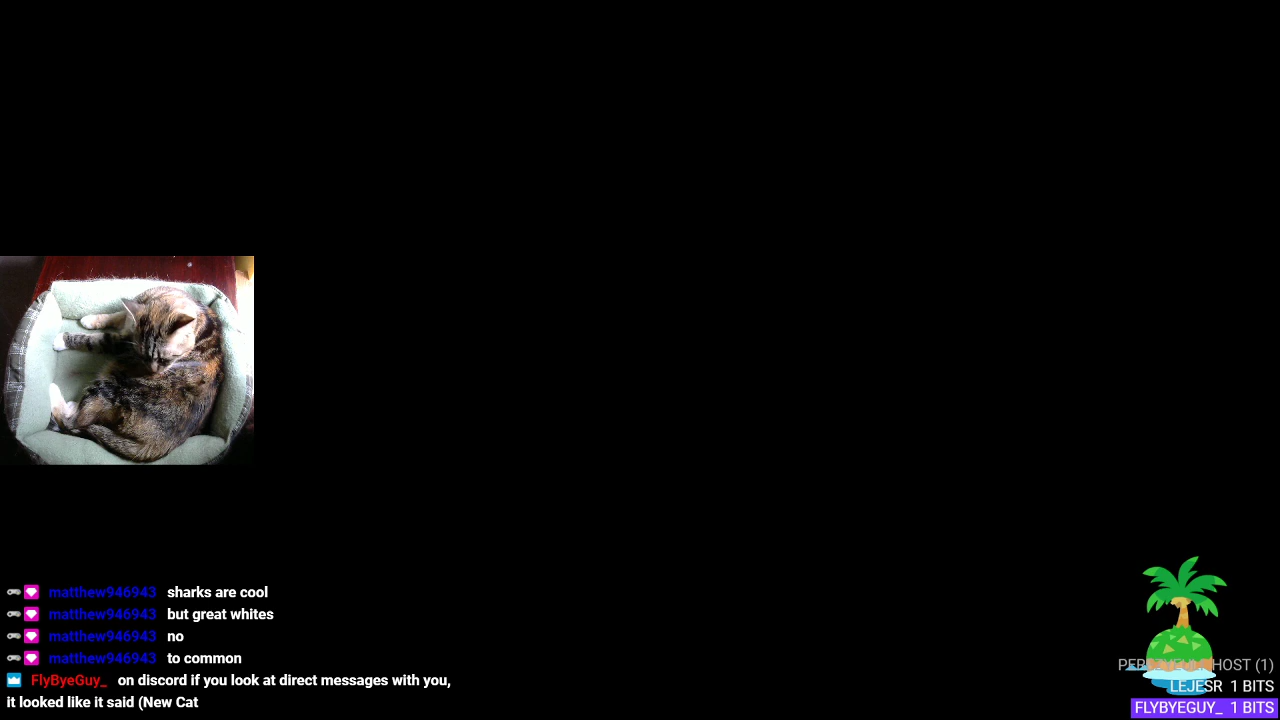 matthew946943 sharks are cool
matthew946943 but great whites
matthew946943 no
matthew946943 to common
FlyByeGuy_ on discord if you look at direct messages with you,
it looked like it said (New Cat
HOST (1)
LEJESR 1 BITS
FLYBYEGUY_ 1 BITS